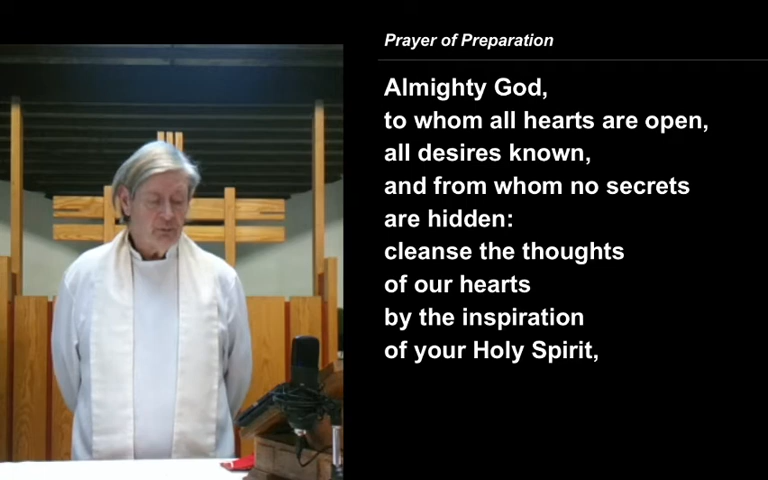 Prayer of Preparation
Almighty God,
to whom all hearts are open,
all desires known,
and from whom no secrets
are hidden:
cleanse the thoughts
of our hearts
by the inspiration
of your Holy Spirit,